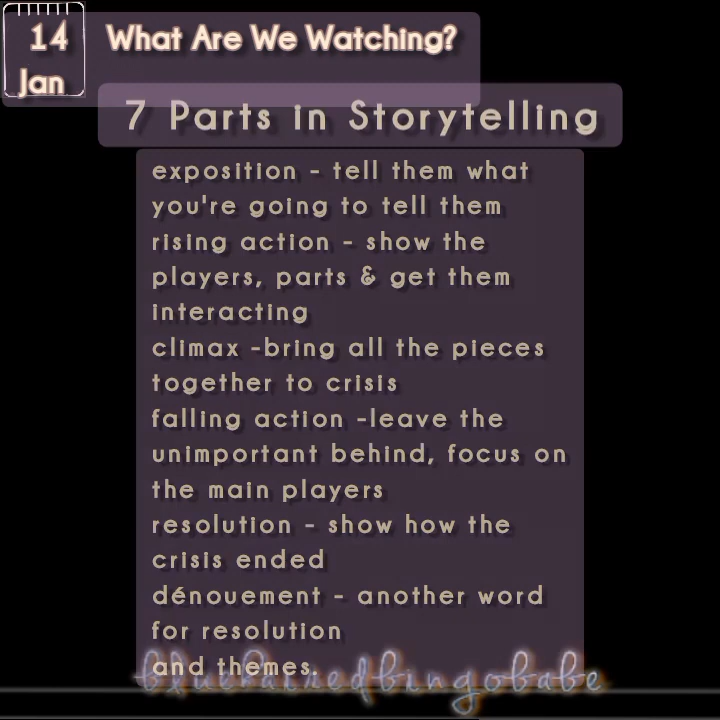 14
Jan
What Are We Watching?
7 Parts in Storytelling
exposition - tell them what
you're going to tell them
rising action - show the
players, parts & get them
interacting
climax -bring all the pieces
together to crisis
falling action -leave the
unimportant behind, focus on
the main players
resolution - show how the
crisis ended
dénouement - another word
for resolution
and themes.
bluehairedbingobabe